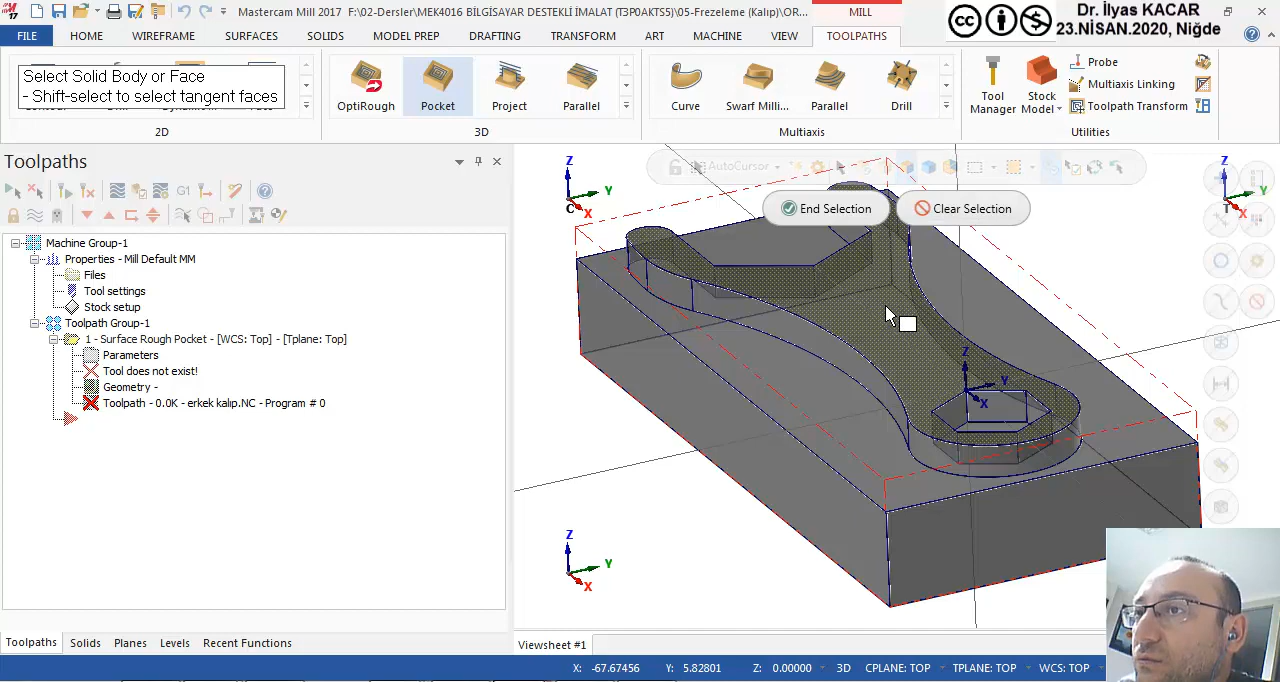 Mastercam Mill 2017 F:\02-Dersler\MEK4016 BİLGİSAYAR DESTEKLİ İMALAT (T3P0AKTS5)\05-Frezeleme (Kalıp)\OR...
MILL
Dr. İlyas KACAR
23.NİSAN.2020, Niğde
FILE HOME WIREFRAME SURFACES SOLIDS MODEL PREP DRAFTING TRANSFORM ART MACHINE VIEW TOOLPATHS
Select Solid Body or Face
- Shift-select to select tangent faces
OptiRough Pocket Project Parallel
Curve Swarf Milli... Parallel Drill
Tool Manager
Stock Model
Probe
Multiaxis Linking
Toolpath Transform
2D 3D Multiaxis Utilities
Toolpaths
AutoCursor
End Selection Clear Selection
Machine Group-1
Properties - Mill Default MM
Files
Tool settings
Stock setup
Toolpath Group-1
1 - Surface Rough Pocket - [WCS: Top] - [Tplane: Top]
Parameters
Tool does not exist!
Geometry -
Toolpath - 0.0K - erkek kalıp.NC - Program # 0
Z
Y
X
C
Z
Y
X
T
Z
Y
X
Z
Y
X
Toolpaths Solids Planes Levels Recent Functions
Viewsheet #1
X: -67.67456 Y: 5.82801 Z: 0.00000 3D CPLANE: TOP TPLANE: TOP WCS: TOP